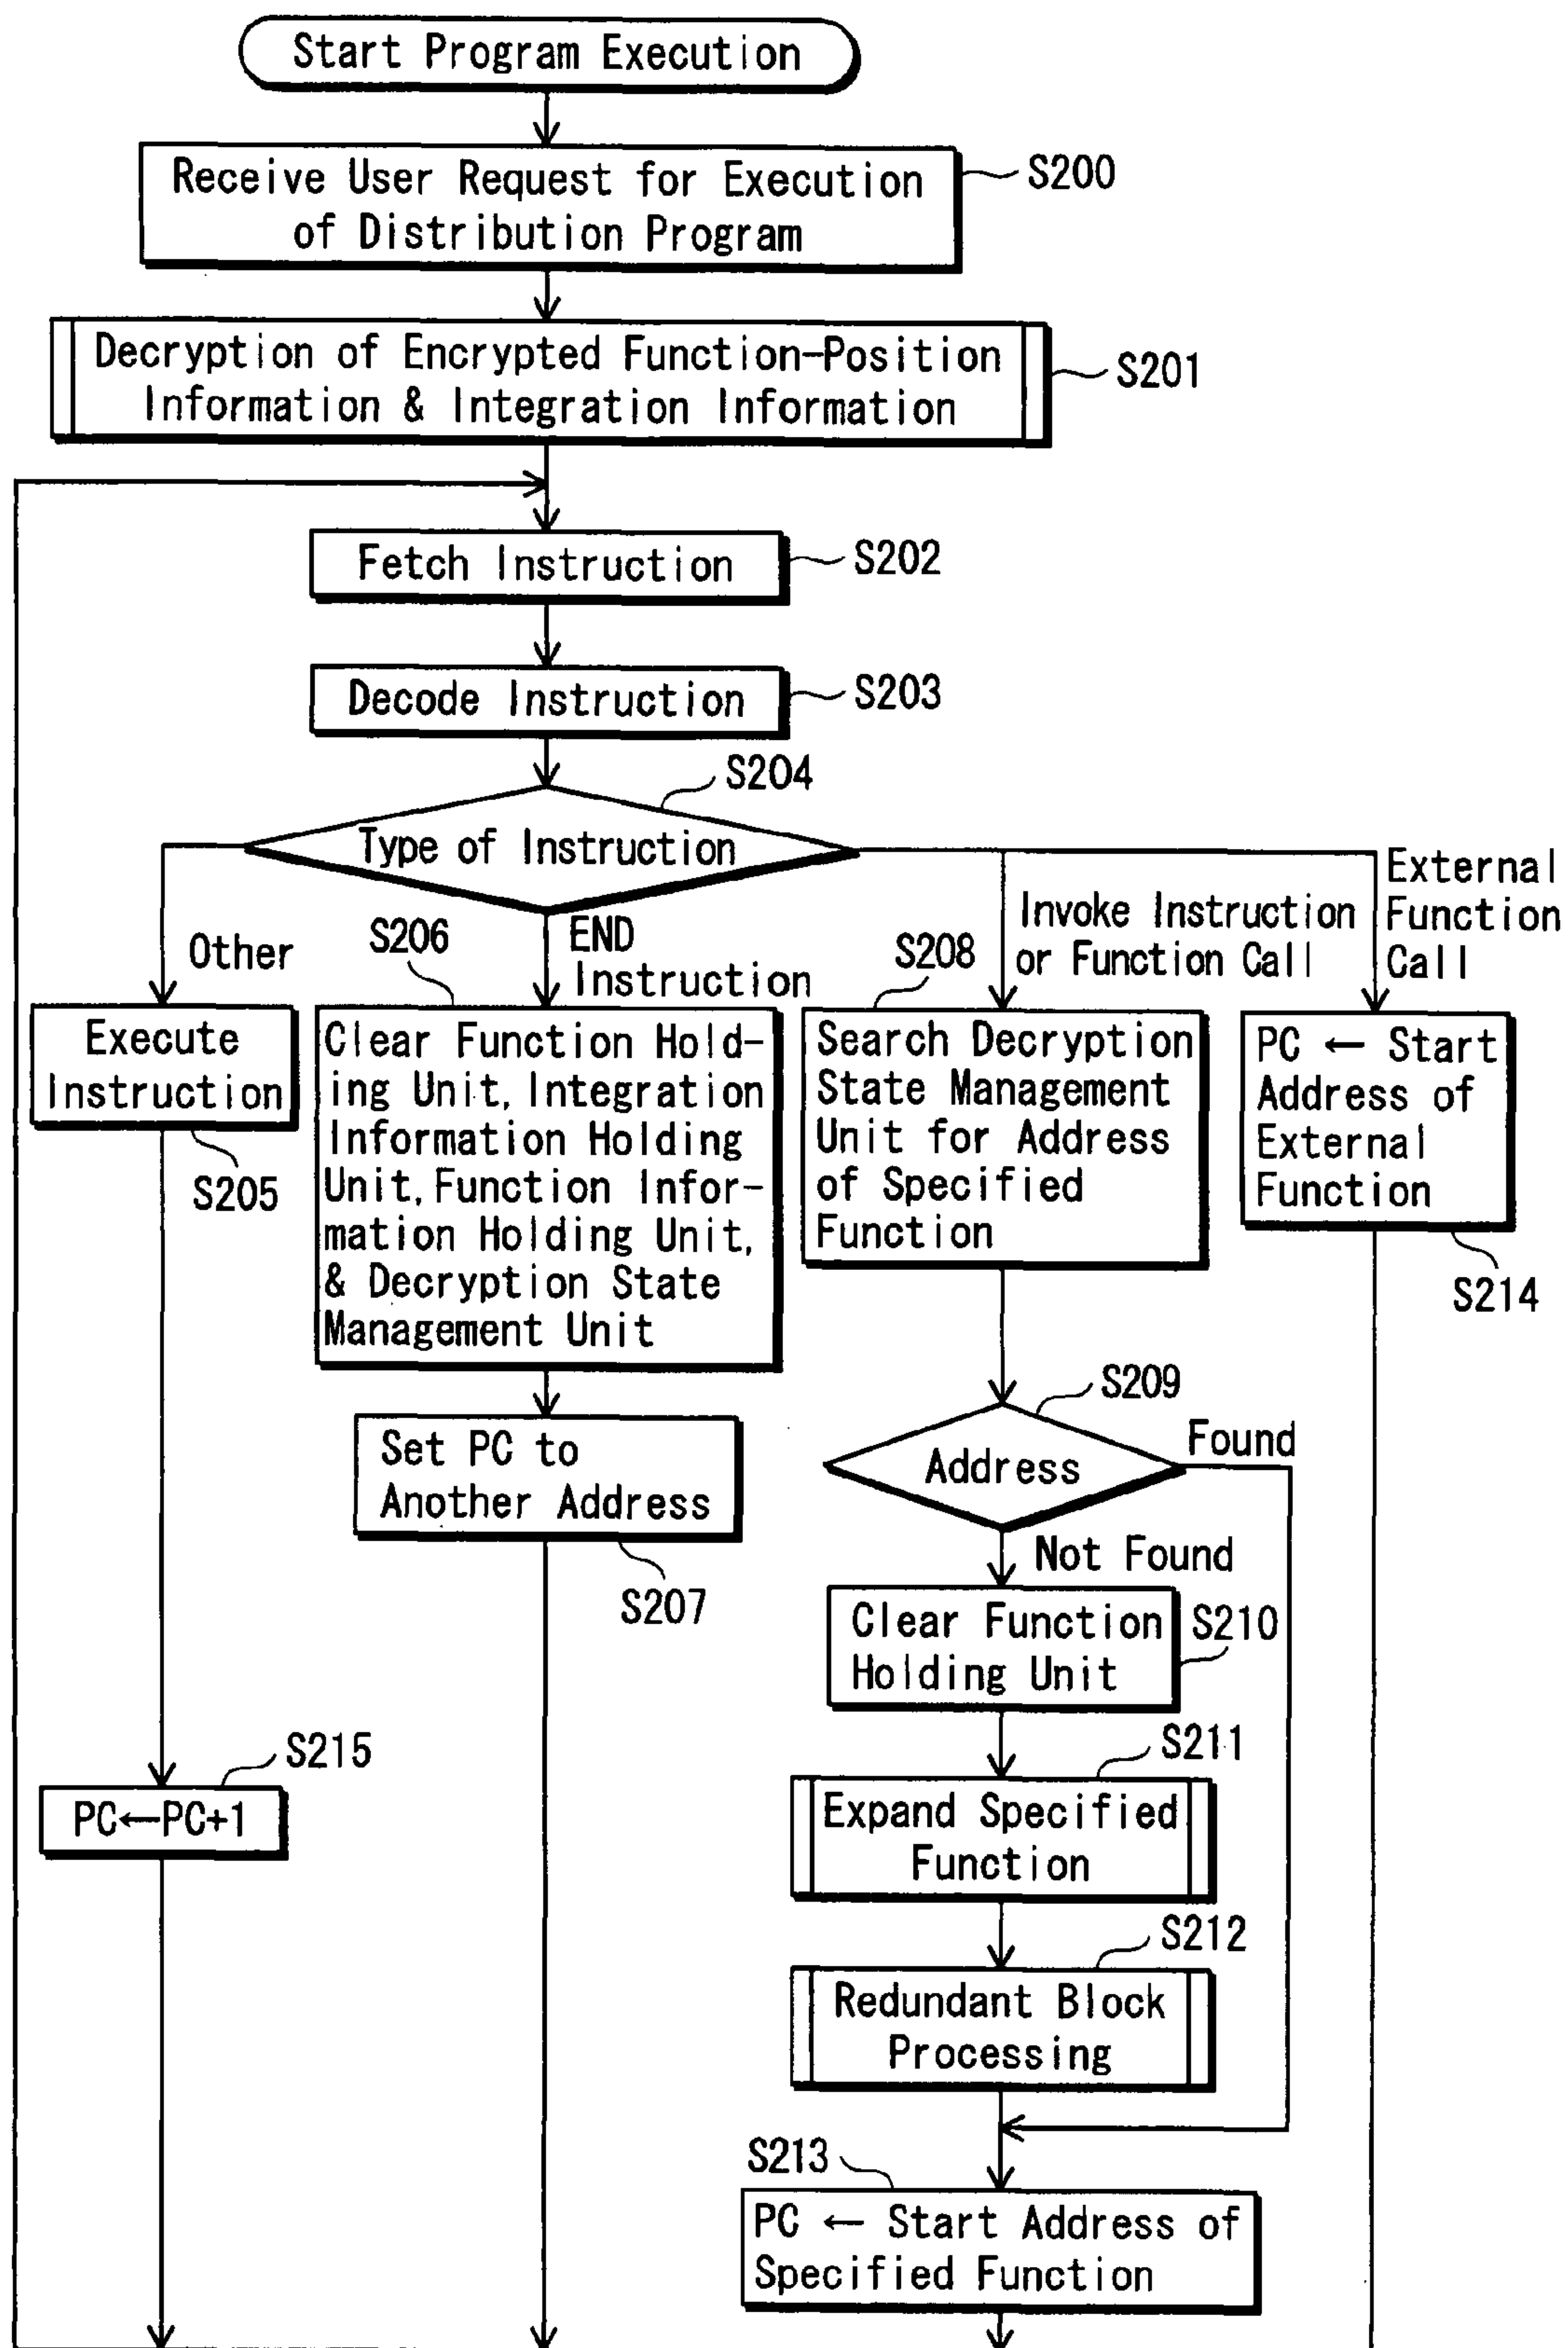 Start Program Execution
Receive User Request for Execution
of Distribution Program
S200
Decryption of Encrypted Function-Position
Information & Integration Information
S201
Fetch Instruction
S202
Decode Instruction
S203
S204
Type of Instruction
Other
S206
END
Instruction
S208
Invoke Instruction
or Function Call
External
Function
Call
Execute
Instruction
S205
Clear Function Hold-
ing Unit, Integration
Information Holding
Unit, Function Infor-
mation Holding Unit,
& Decryption State
Management Unit
Search Decryption
State Management
Unit for Address
of Specified
Function
PC ← Start
Address of
External
Function
S214
Set PC to
Another Address
S207
S209
Address
Found
Not Found
Clear Function
Holding Unit
S210
S211
Expand Specified
Function
S215
PC←PC+1
S212
Redundant Block
Processing
S213
PC ← Start Address of
Specified Function